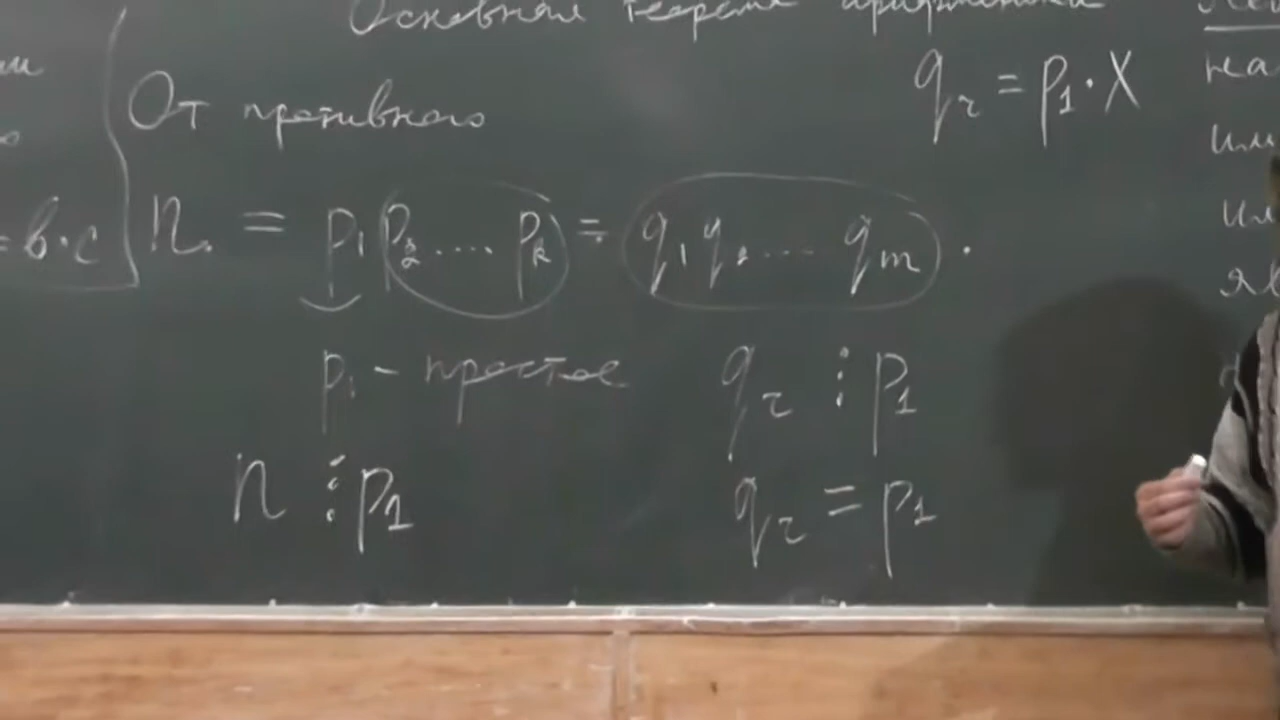 Основная теорема арифметики
От противного
q_r = p_1 · X
= в·с
n = p_1 p_2 .... p_k = q_1 q_2 .... q_m .
p_1 - простое
q_r ⋮ p_1
n ⋮ p_1
q_r = p_1